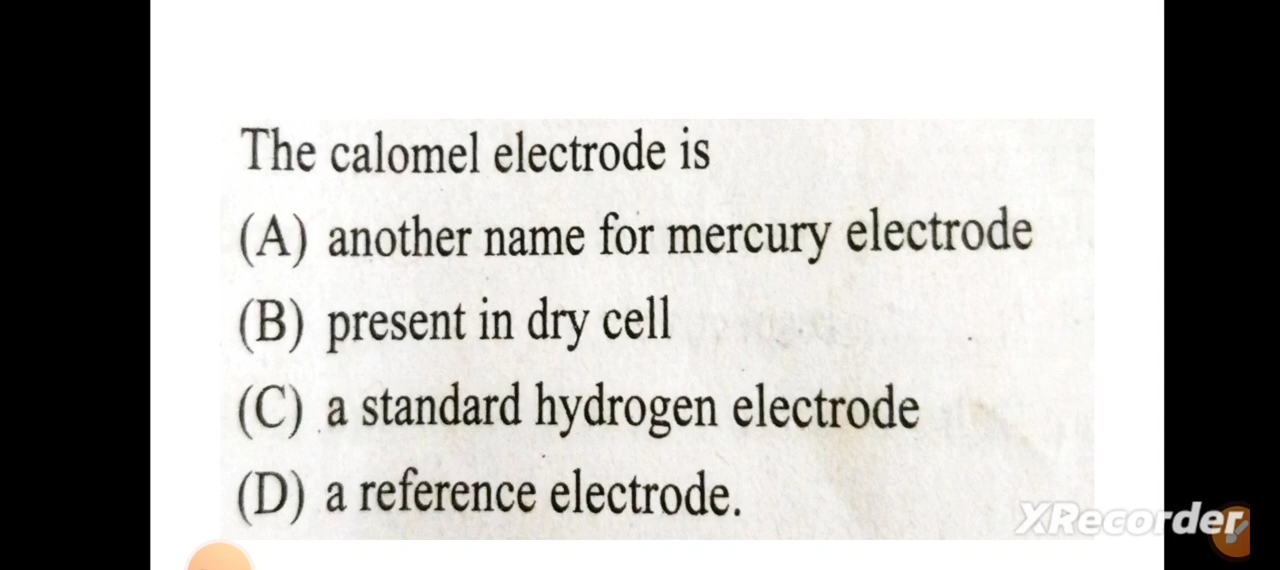 The calomel electrode is
(A) another name for mercury electrode
(B) present in dry cell
(C) a standard hydrogen electrode
(D) a reference electrode.
XRecorder